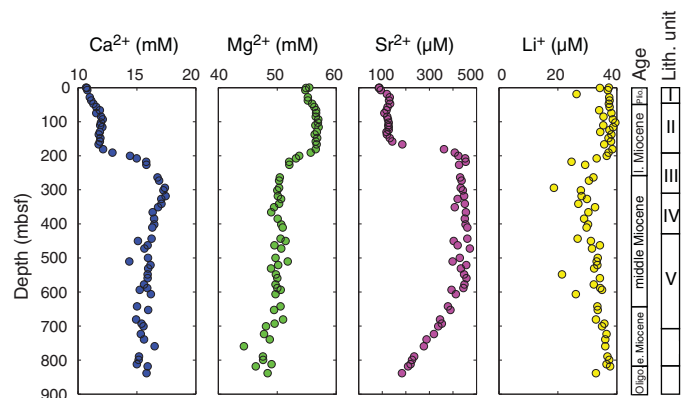 Ca2+ (mM) Mg2+ (mM) Sr2+ (µM) Li+ (µM) Age Lith. unit
10 15 20 40 50 60 100 300 500 0 20 40
Depth (mbsf)
0
100
200
300
400
500
600
700
800
900
Plio.
l. Miocene
middle Miocene
e. Miocene
Oligo.
I
II
III
IV
V